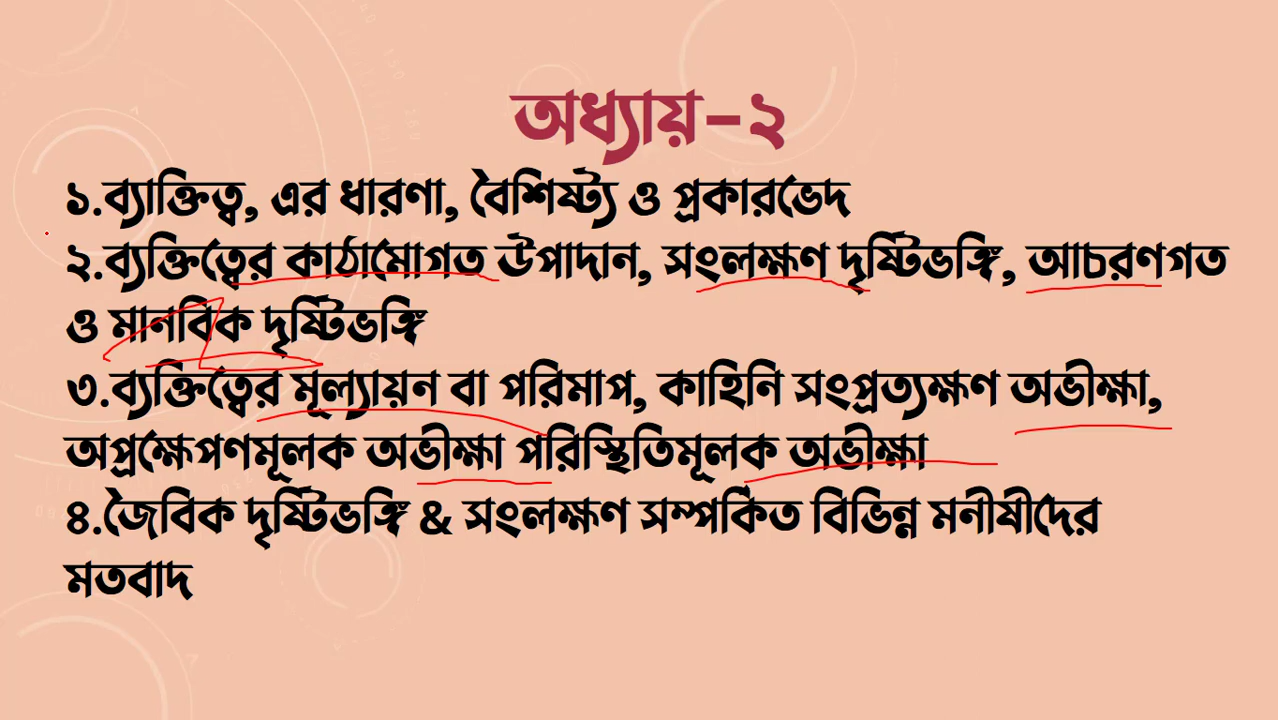 অধ্যায়-২
১.ব্যাক্তিত্ব, এর ধারণা, বৈশিষ্ট্য ও প্রকারভেদ
২.ব্যক্তিত্বের কাঠামোগত উপাদান, সংলক্ষণ দৃষ্টিভঙ্গি, আচরণগত
ও মানবিক দৃষ্টিভঙ্গি
৩.ব্যক্তিত্বের মূল্যায়ন বা পরিমাপ, কাহিনি সংপ্রত্যক্ষণ অভীক্ষা,
অপ্রক্ষেপণমূলক অভীক্ষা পরিস্থিতিমূলক অভীক্ষা
৪.জৈবিক দৃষ্টিভঙ্গি & সংলক্ষণ সম্পর্কিত বিভিন্ন মনীষীদের
মতবাদ